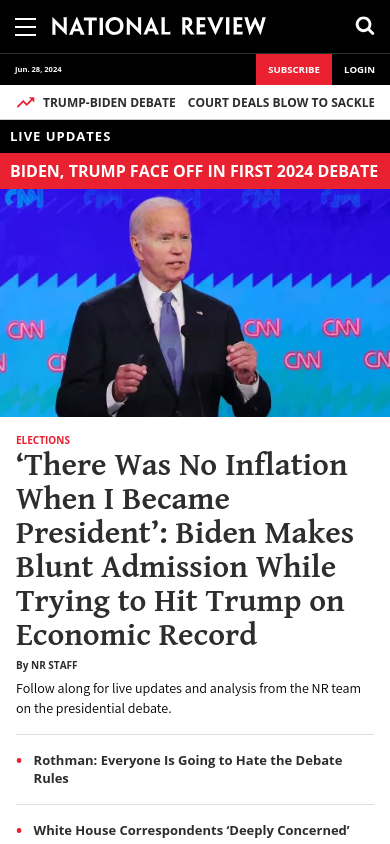 NATIONAL REVIEW
Jun. 28, 2024
SUBSCRIBE
LOGIN
TRUMP-BIDEN DEBATE
COURT DEALS BLOW TO SACKLE
LIVE UPDATES
BIDEN, TRUMP FACE OFF IN FIRST 2024 DEBATE
CNN
CNN
CNN
CNN
CNN
ELECTIONS
‘There Was No Inflation
When I Became
President’: Biden Makes
Blunt Admission While
Trying to Hit Trump on
Economic Record
By NR STAFF
Follow along for live updates and analysis from the NR team
on the presidential debate.
• Rothman: Everyone Is Going to Hate the Debate
Rules
• White House Correspondents ‘Deeply Concerned’